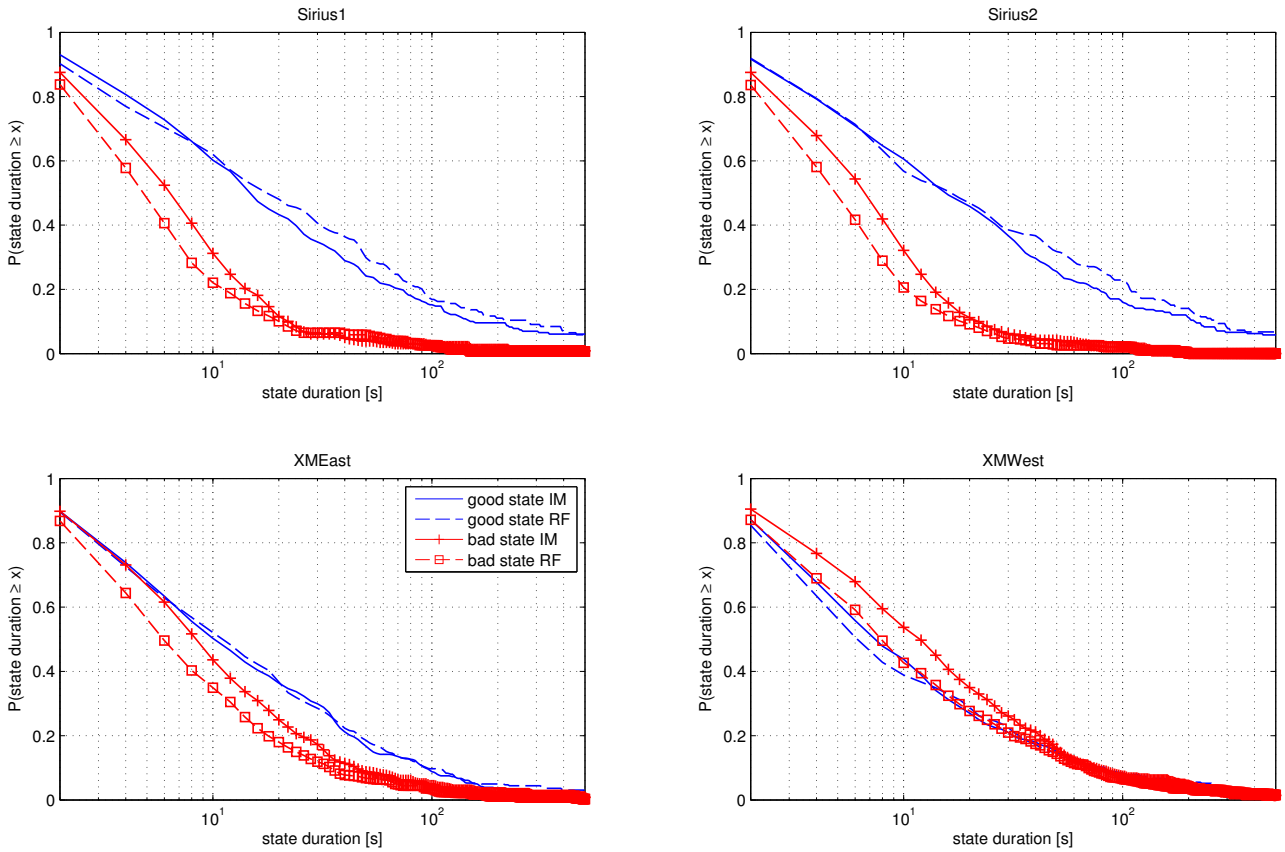 Sirius1
1
0.8
0.6
0.4
0.2
0
P(state duration ≥ x)
10^1
10^2
state duration [s]
Sirius2
1
0.8
0.6
0.4
0.2
0
P(state duration ≥ x)
10^1
10^2
state duration [s]
XMEast
1
0.8
0.6
0.4
0.2
0
P(state duration ≥ x)
good state IM
good state RF
bad state IM
bad state RF
10^1
10^2
state duration [s]
XMWest
1
0.8
0.6
0.4
0.2
0
P(state duration ≥ x)
10^1
10^2
state duration [s]